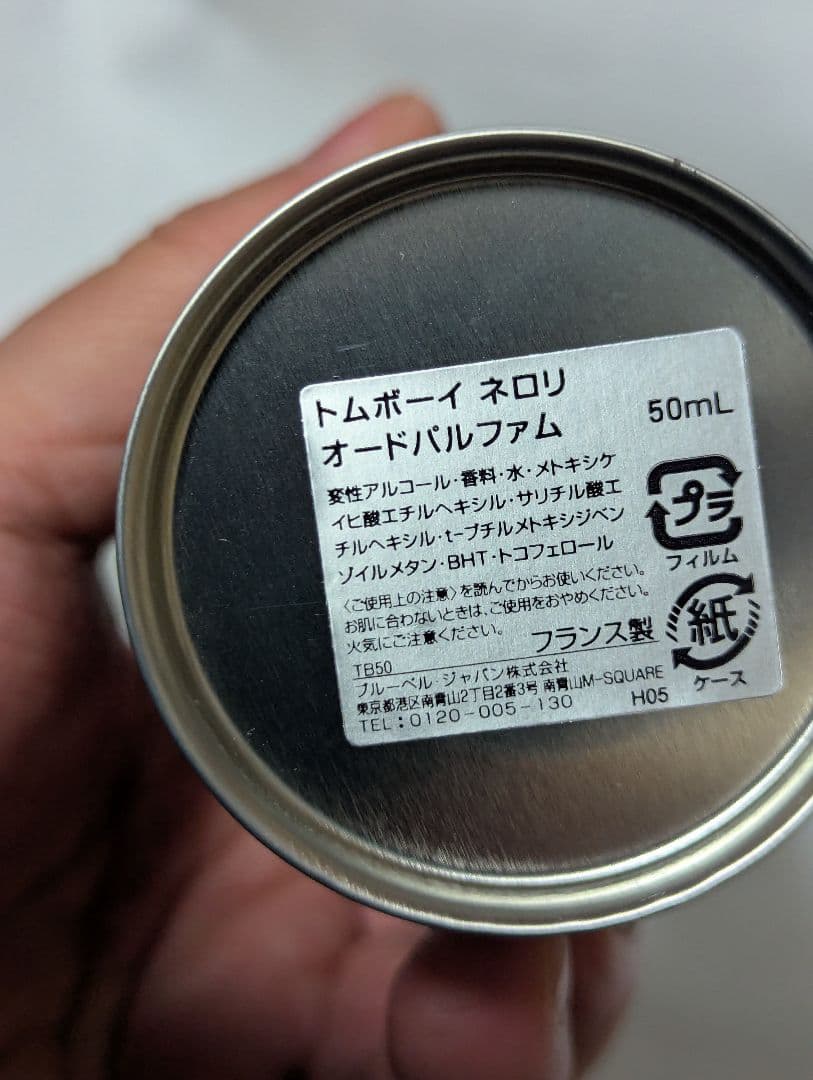 トムボーイ ネロリ
オードパルファム
50mL
変性アルコール・香料・水・メトキシケ
イヒ酸エチルヘキシル・サリチル酸エ
チルヘキシル・t-ブチルメトキシジベン
ゾイルメタン・BHT・トコフェロール
〈ご使用上の注意〉を読んでからお使いください。
お肌に合わないときは、ご使用をおやめください。
火気にご注意ください。
フランス製
プラ
フィルム
紙
ケース
TB50
ブルーベル・ジャパン株式会社
東京都港区南青山2丁目2番3号 南青山M-SQUARE
TEL：0120-005-130
H05